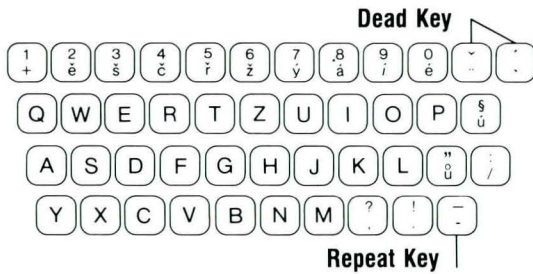 Dead Key
1 2 3 4 5 6 7 8 9 0 ˇ ´
+ ě š č ř ž ý á í é ¨ `
Q W E R T Z U I O P §
ú
A S D F G H J K L " :
ů /
Y X C V B N M ? ! —
, . -
Repeat Key